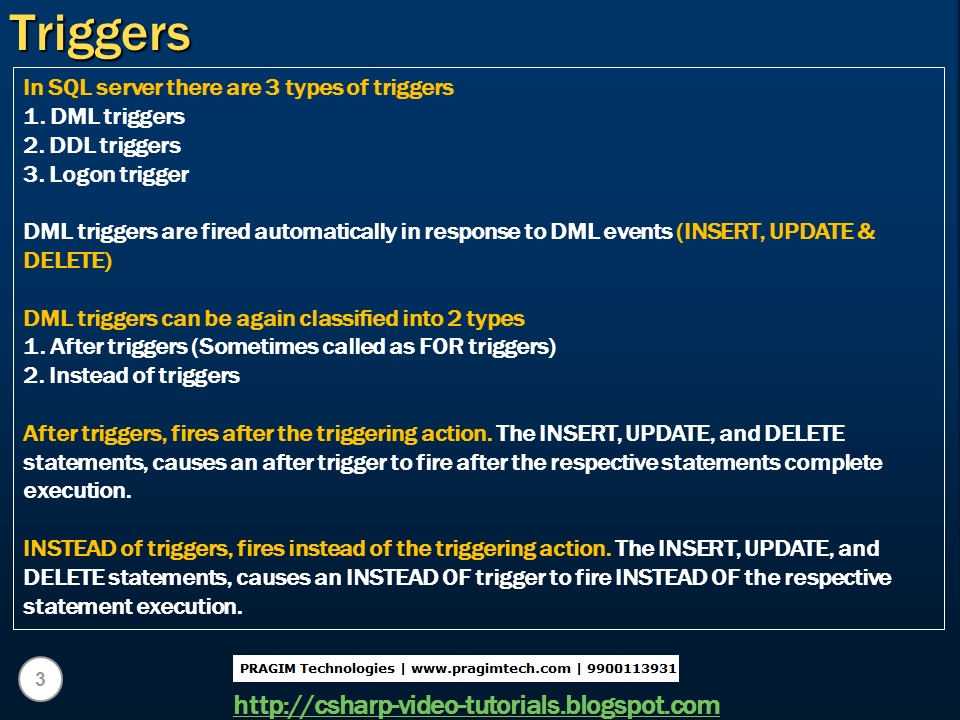 Triggers
In SQL server there are 3 types of triggers
1. DML triggers
2. DDL triggers
3. Logon trigger
DML triggers are fired automatically in response to DML events (INSERT, UPDATE &
DELETE)
DML triggers can be again classified into 2 types
1. After triggers (Sometimes called as FOR triggers)
2. Instead of triggers
After triggers, fires after the triggering action. The INSERT, UPDATE, and DELETE
statements, causes an after trigger to fire after the respective statements complete
execution.
INSTEAD of triggers, fires instead of the triggering action. The INSERT, UPDATE, and
DELETE statements, causes an INSTEAD OF trigger to fire INSTEAD OF the respective
statement execution.
3
PRAGIM Technologies | www.pragimtech.com | 9900113931
http://csharp-video-tutorials.blogspot.com